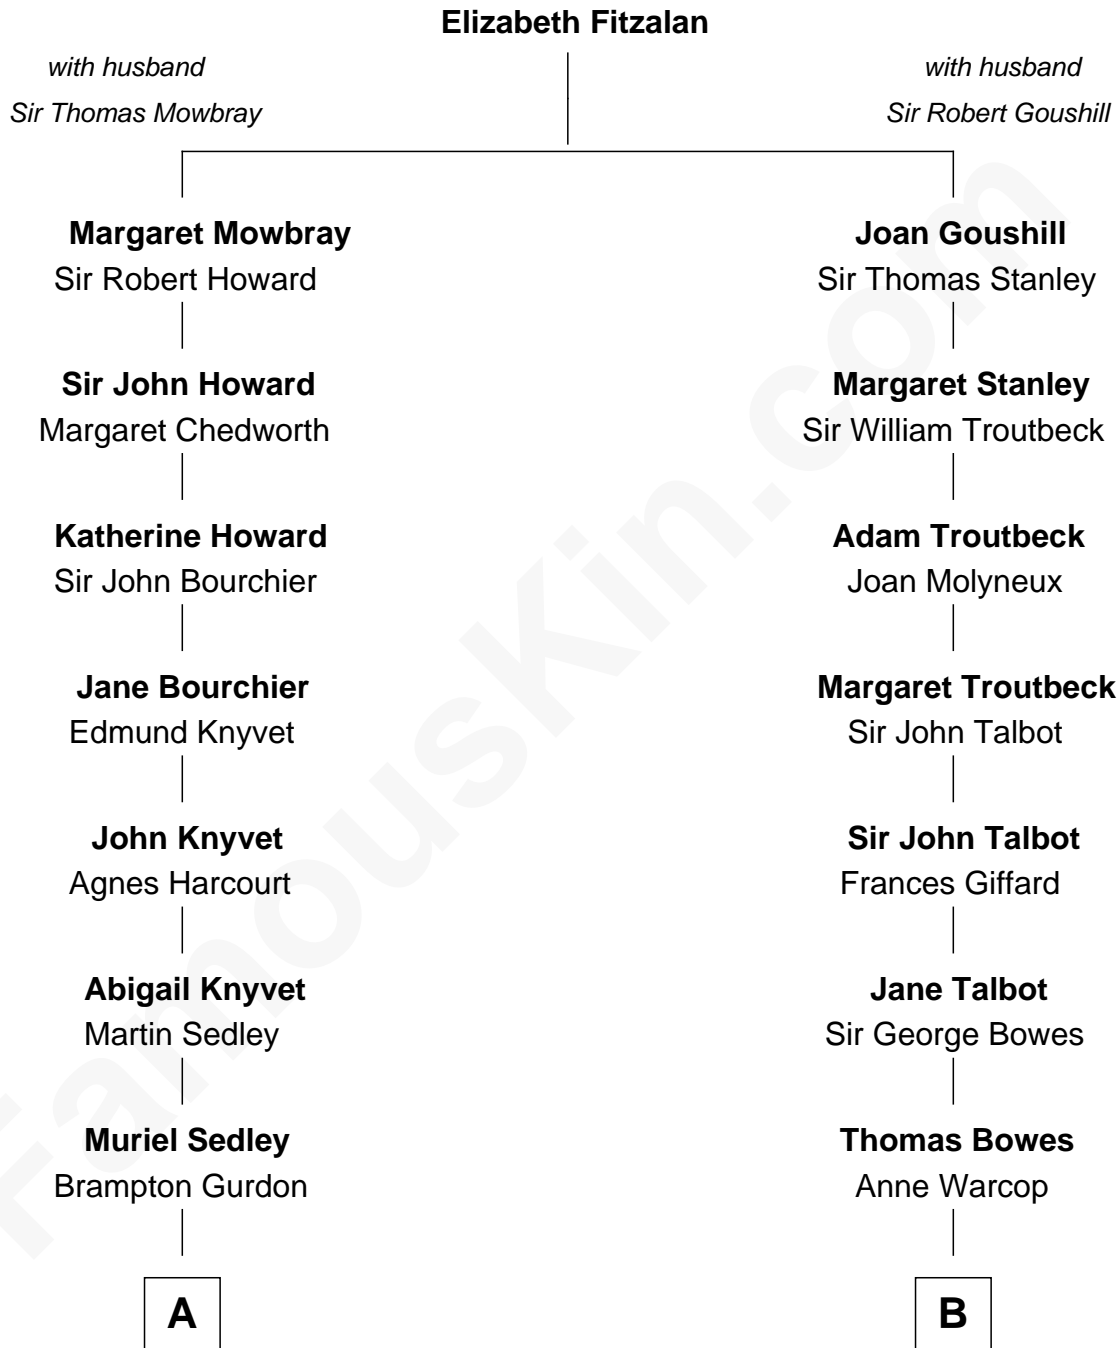 Elizabeth Fitzalan
with husband
Sir Thomas Mowbray
with husband
Sir Robert Goushill
Margaret Mowbray
Sir Robert Howard
Joan Goushill
Sir Thomas Stanley
Sir John Howard
Margaret Chedworth
Margaret Stanley
Sir William Troutbeck
Katherine Howard
Sir John Bourchier
Adam Troutbeck
Joan Molyneux
Jane Bourchier
Edmund Knyvet
Margaret Troutbeck
Sir John Talbot
John Knyvet
Agnes Harcourt
Sir John Talbot
Frances Giffard
Abigail Knyvet
Martin Sedley
Jane Talbot
Sir George Bowes
Muriel Sedley
Brampton Gurdon
Thomas Bowes
Anne Warcop
A
B
FamousKin.com